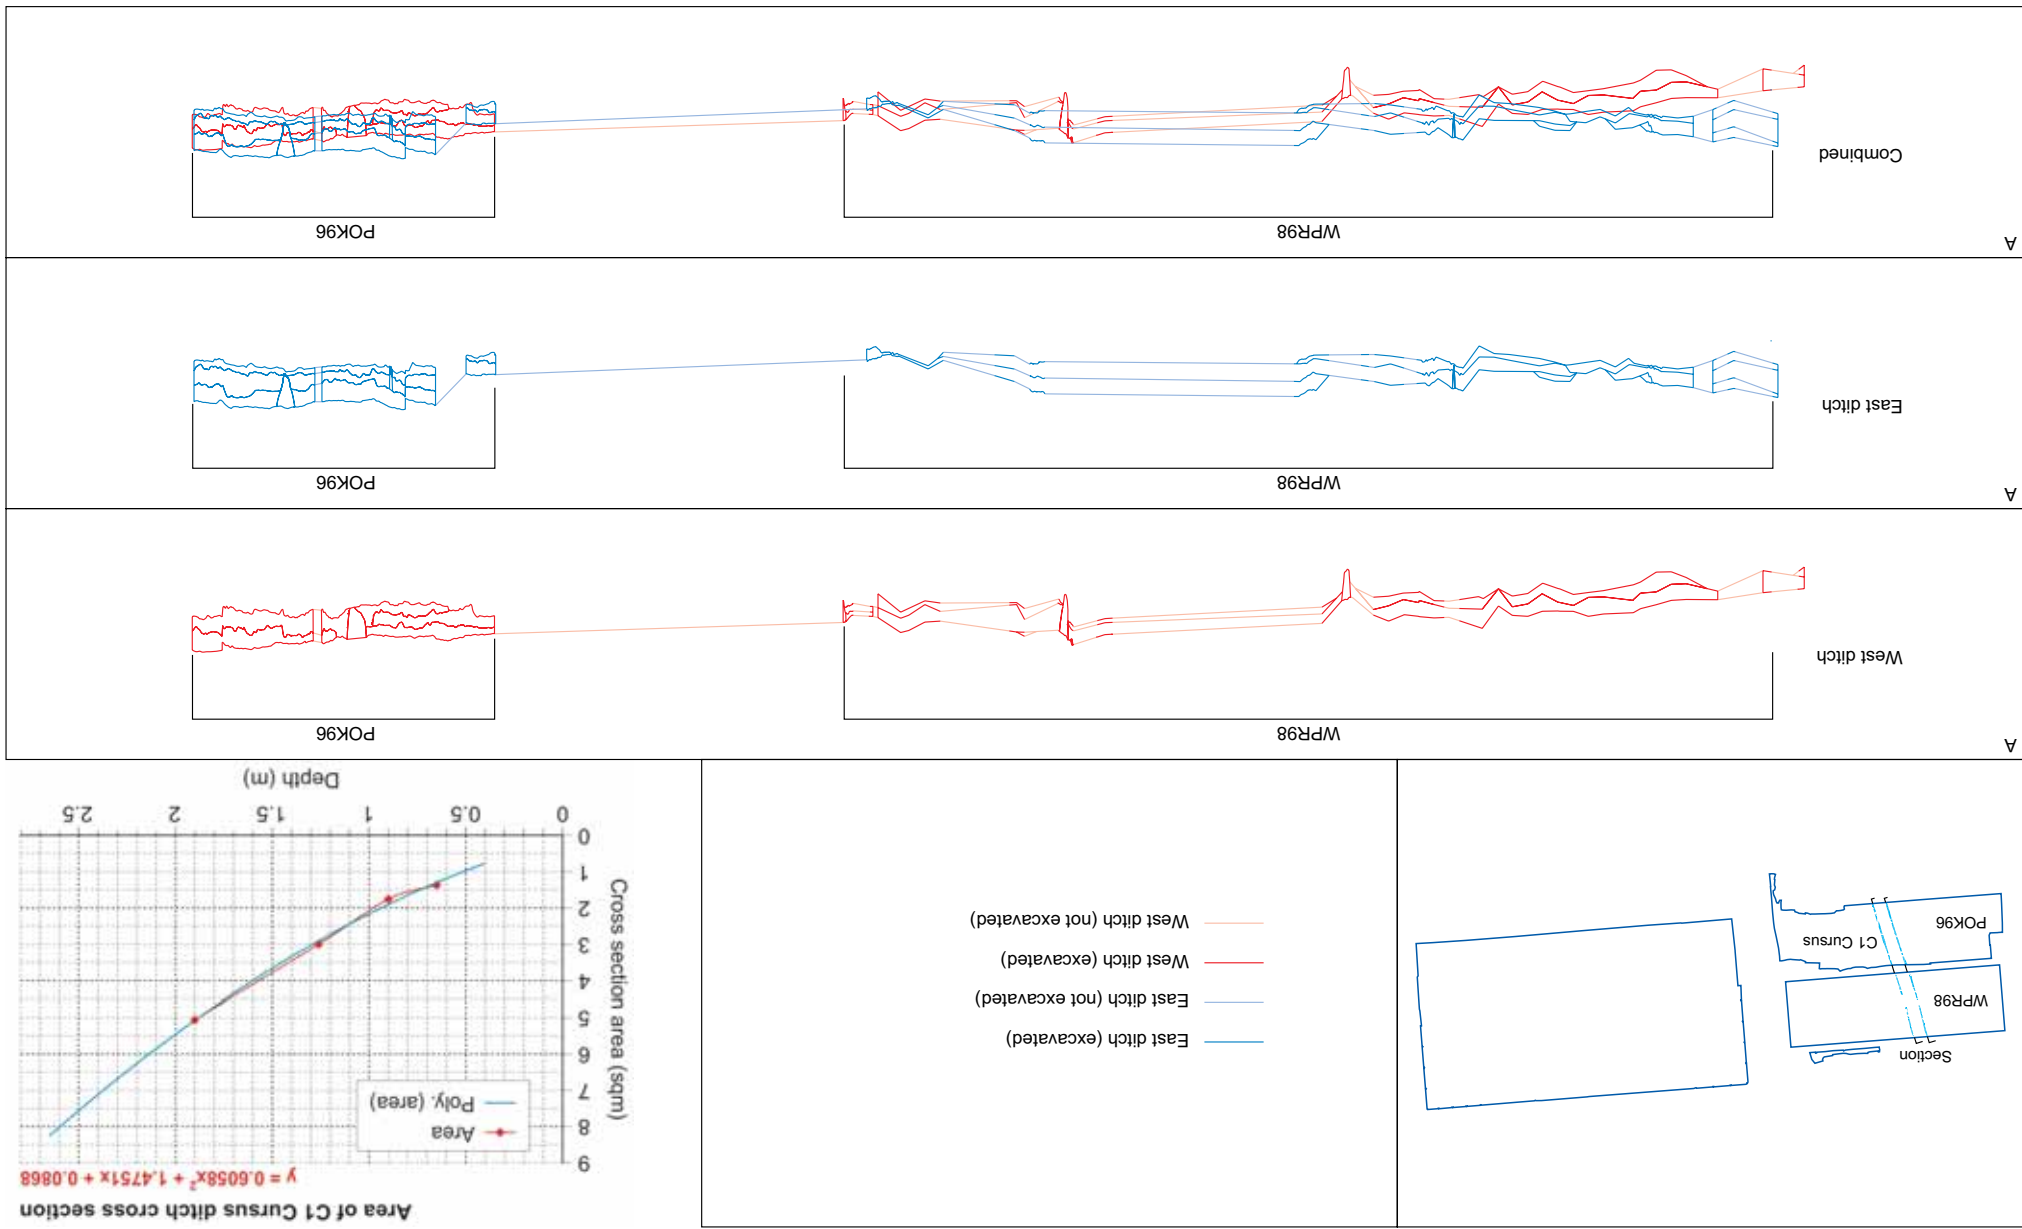 Area of C1 Cursus ditch cross section
y = 0.6058x² + 1.4751x + 0.0868
Cross section area (sqm)
9
8
7
6
5
4
3
2
1
0
Area
Poly. (area)
0
0.5
1
1.5
2
2.5
Depth (m)
Section
WPR98
C1 Cursus
POK96
East ditch (excavated)
East ditch (not excavated)
West ditch (excavated)
West ditch (not excavated)
A
WPR98
POK96
West ditch
A
WPR98
POK96
East ditch
A
WPR98
POK96
Combined